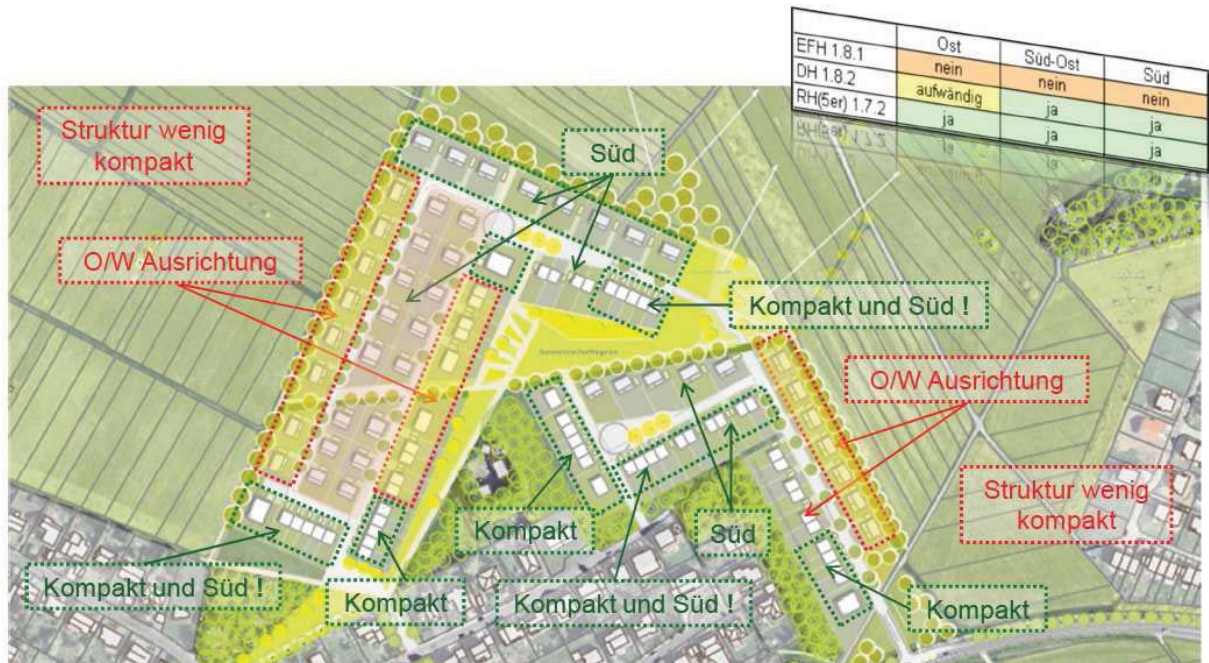 Ost Süd-Ost Süd
EFH 1.8.1 nein nein nein
DH 1.8.2 aufwändig ja ja
RH(5er) 1.7.2 ja ja ja
Struktur wenig
kompakt
Süd
O/W Ausrichtung
Kompakt und Süd !
O/W Ausrichtung
Struktur wenig
kompakt
Kompakt
Süd
Kompakt und Süd !
Kompakt
Kompakt und Süd !
Kompakt